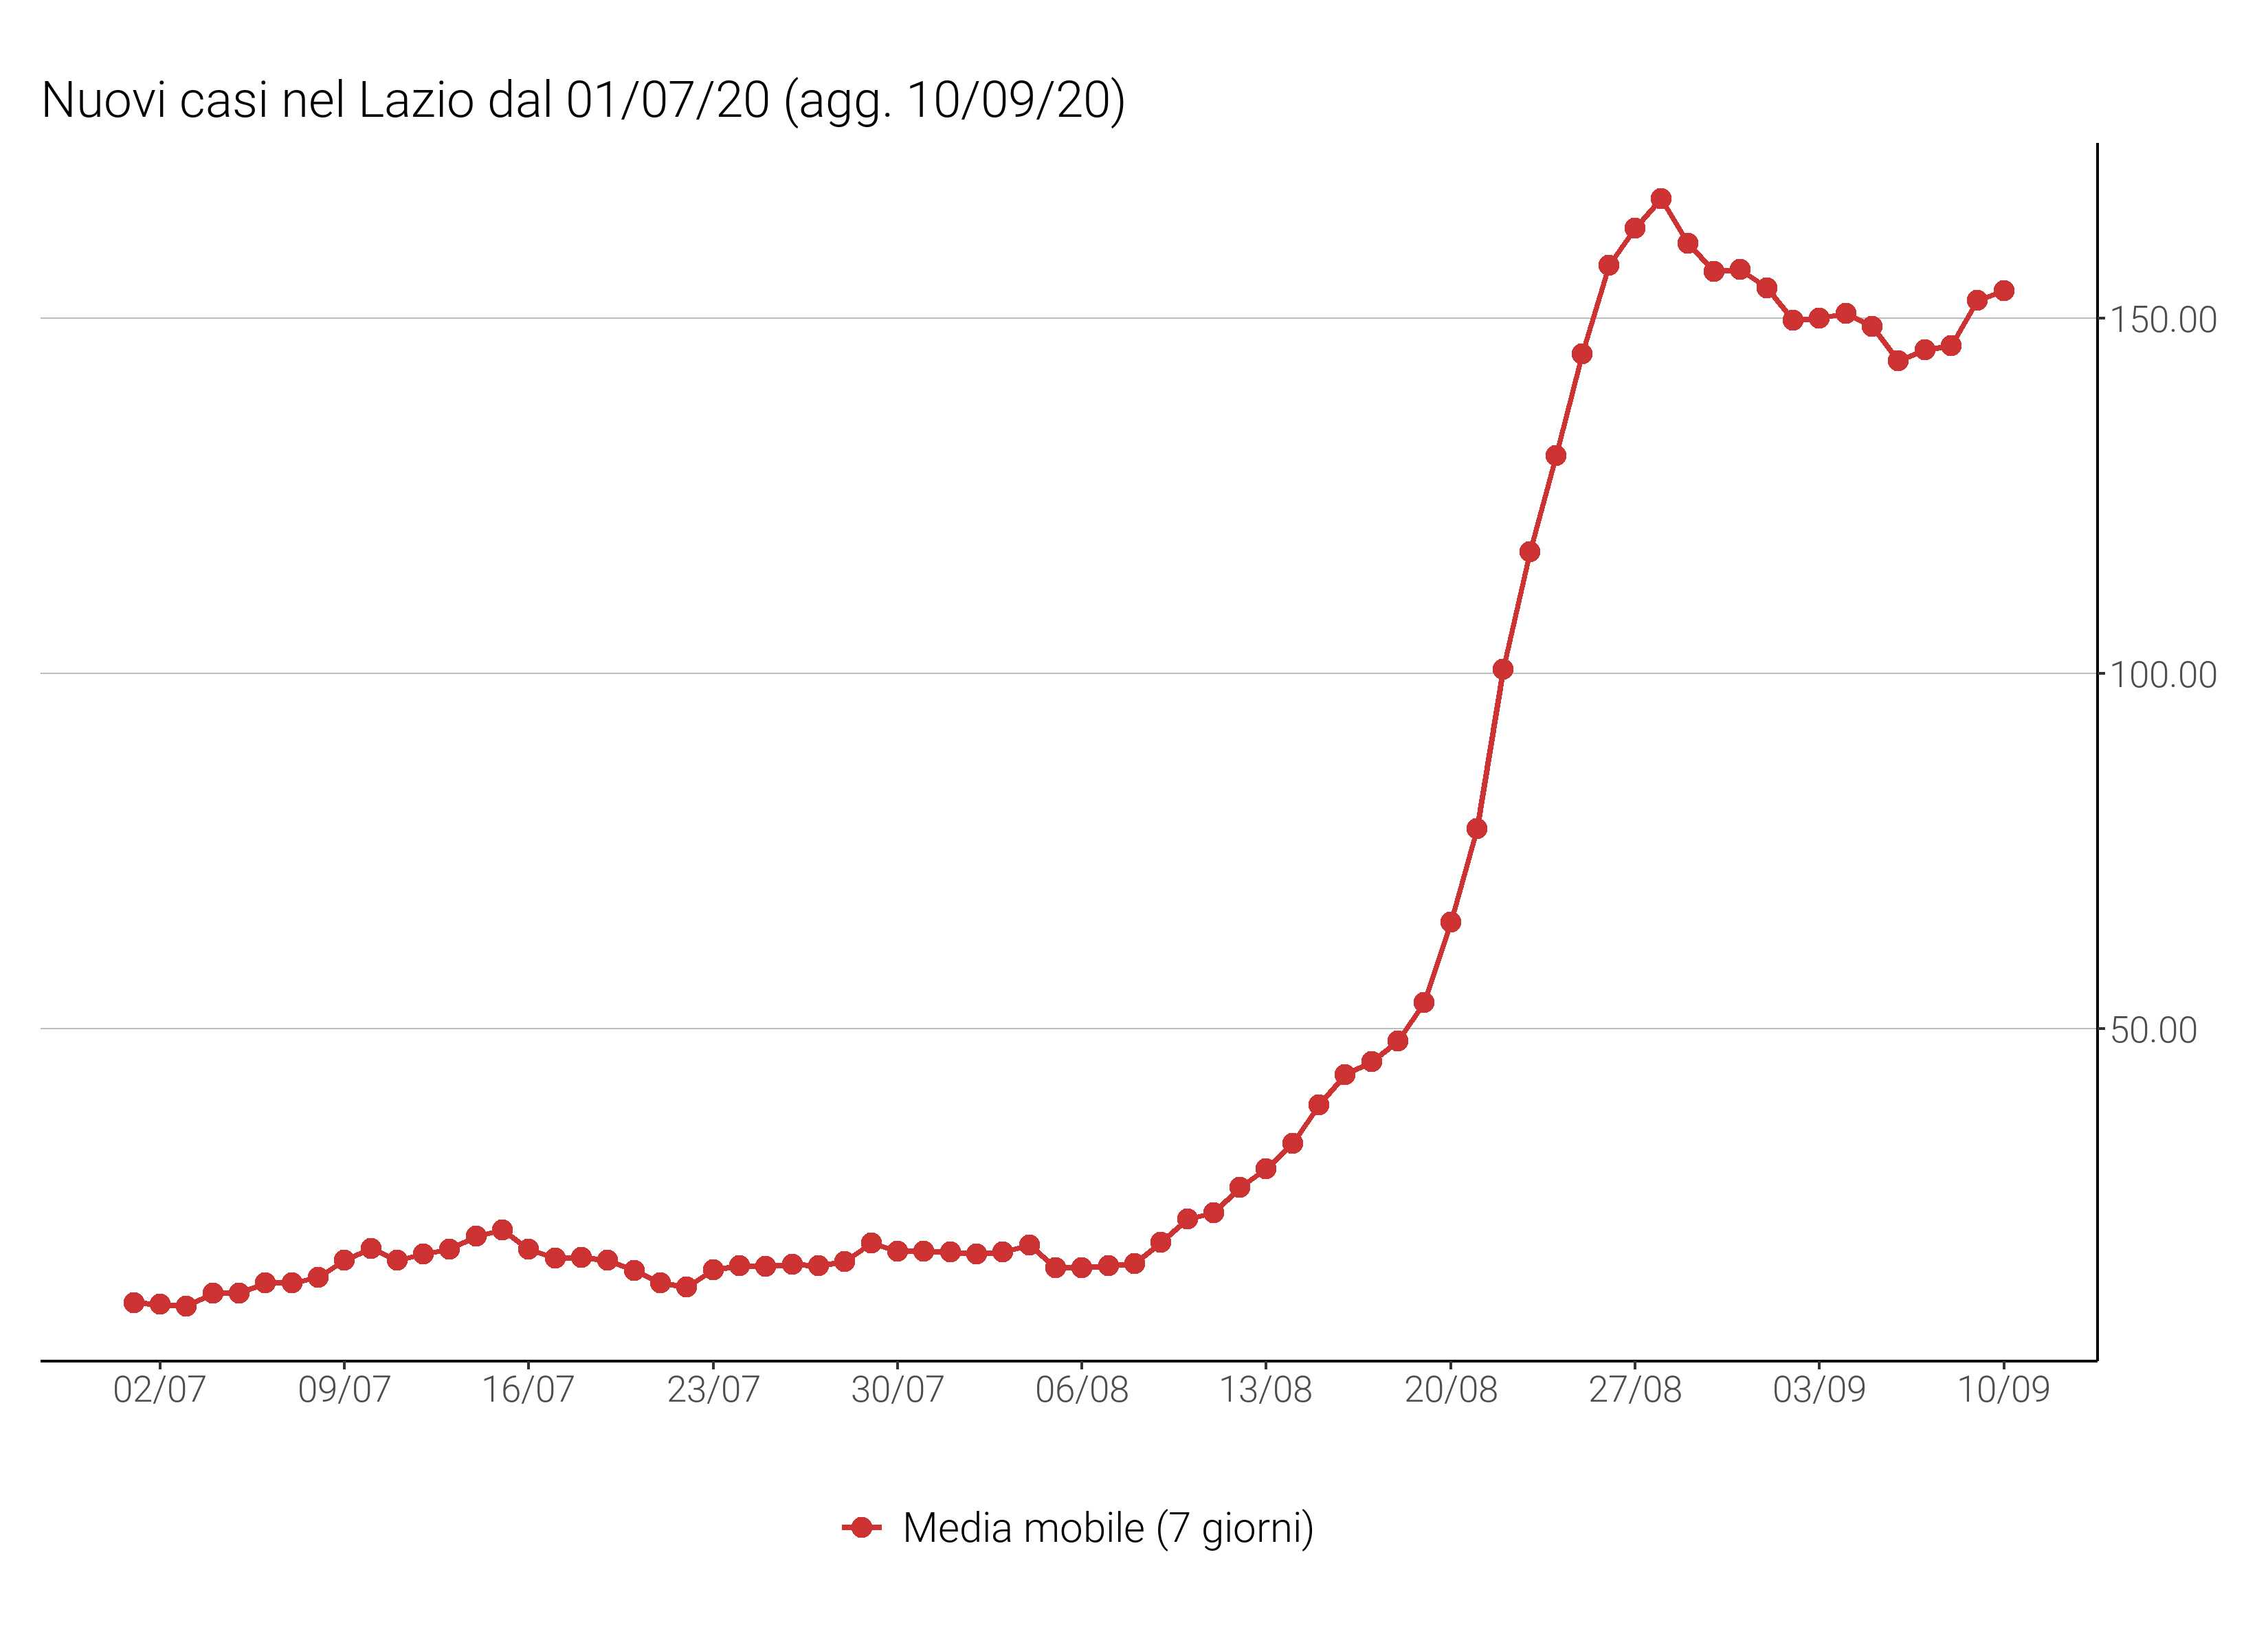 Nuovi casi nel Lazio dal 01/07/20 (agg. 10/09/20)
150.00
100.00
50.00
02/07 09/07 16/07 23/07 30/07 06/08 13/08 20/08 27/08 03/09 10/09
Media mobile (7 giorni)